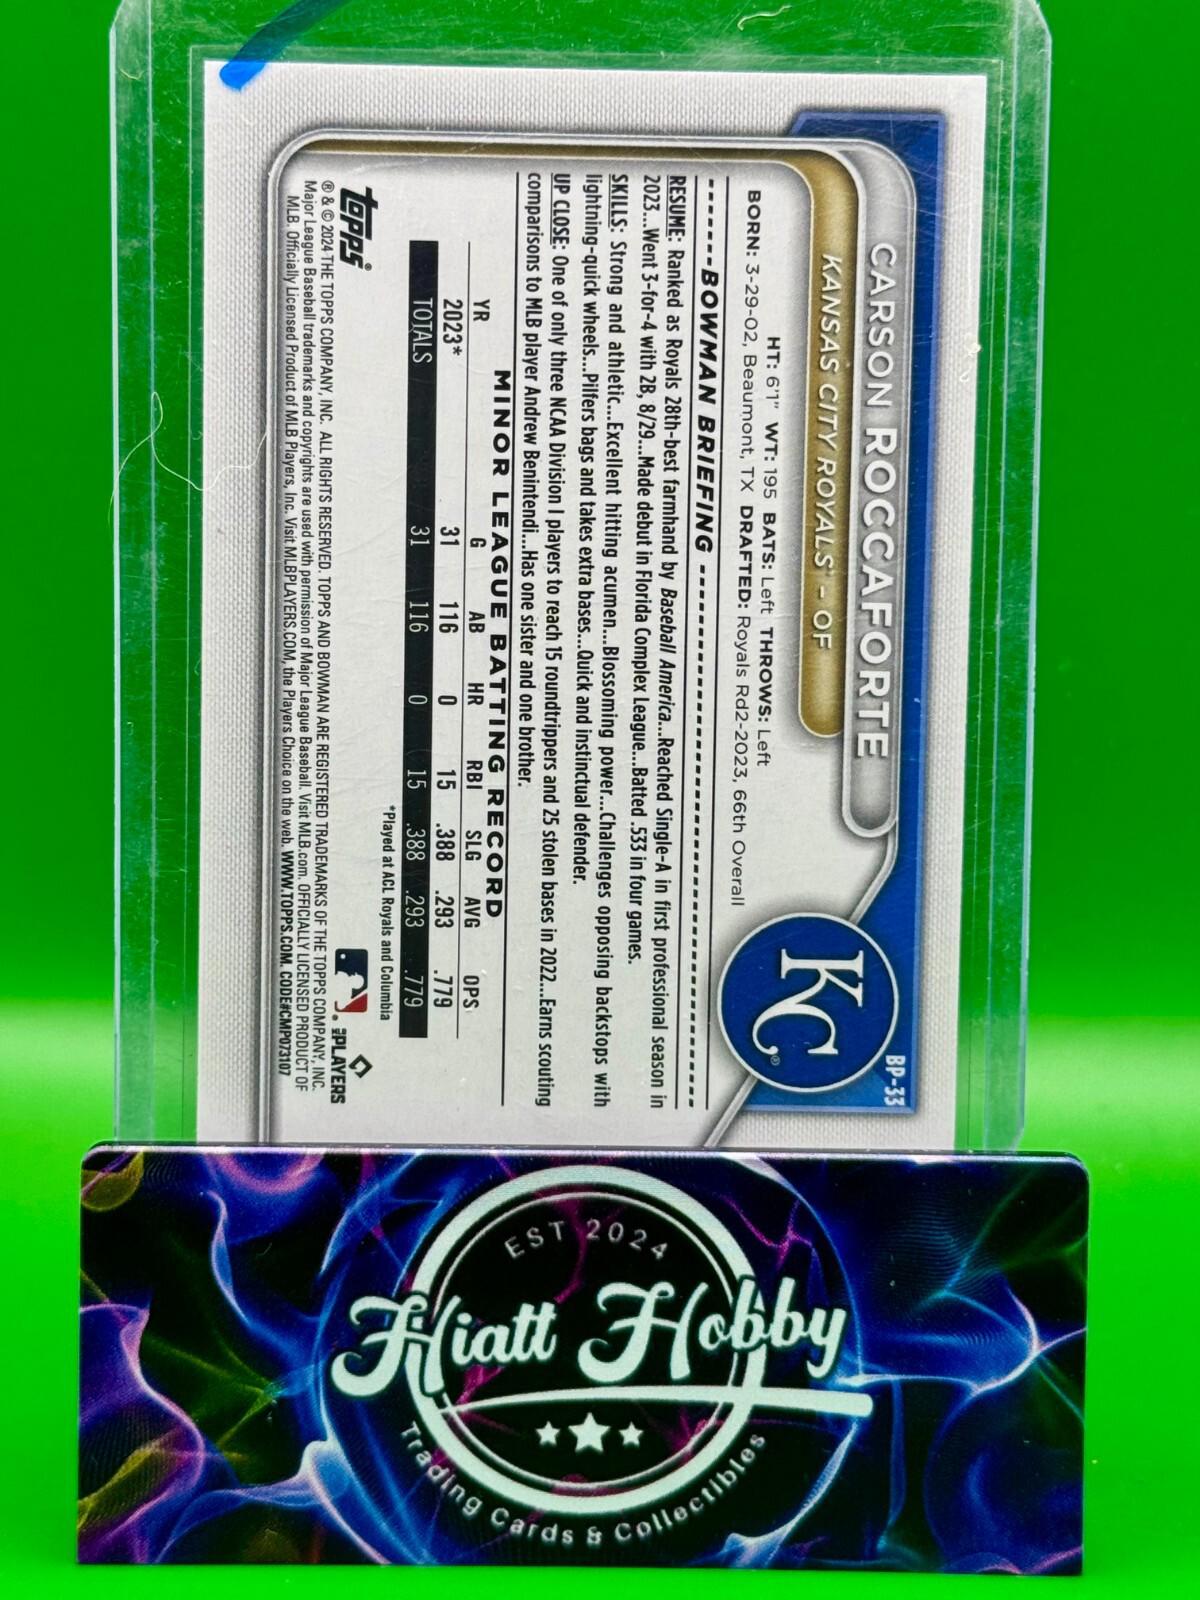 BP-33
CARSON ROCCAFORTE
KANSAS CITY ROYALS® – OF
KC®
HT: 6'1" WT: 195 BATS: Left THROWS: Left
BORN: 3-29-02, Beaumont, TX DRAFTED: Royals Rd2-2023, 66th Overall
BOWMAN BRIEFING
RESUME: Ranked as Royals 28th-best farmhand by Baseball America...Reached Single-A in first professional season in
2023...Went 3-for-4 with 2B, 8/29...Made debut in Florida Complex League...Batted .533 in four games.
SKILLS: Strong and athletic...Excellent hitting acumen...Blossoming power...Challenges opposing backstops with
lightning-quick wheels...Pilfers bags and takes extra bases...Quick and instinctual defender.
UP CLOSE: One of only three NCAA Division I players to reach 15 roundtrippers and 25 stolen bases in 2022...Earns scouting
comparisons to MLB player Andrew Benintendi...Has one sister and one brother.
MINOR LEAGUE BATTING RECORD
YR G AB HR RBI SLG AVG OPS
2023* 31 116 0 15 .388 .293 .779
TOTALS 31 116 0 15 .388 .293 .779
*Played at ACL Royals and Columbia
topps®
MLB PLAYERS
® & © 2024 THE TOPPS COMPANY, INC. ALL RIGHTS RESERVED. TOPPS AND BOWMAN ARE REGISTERED TRADEMARKS OF THE TOPPS COMPANY, INC.
Major League Baseball trademarks and copyrights are used with permission of Major League Baseball. Visit MLB.com. OFFICIALLY LICENSED PRODUCT OF
MLB. Officially Licensed Product of MLB Players, Inc. Visit MLBPLAYERS.COM, the Players Choice on the web. WWW.TOPPS.COM. CODE#CMP073107
EST 2024
Hiatt Hobby
Trading Cards & Collectibles